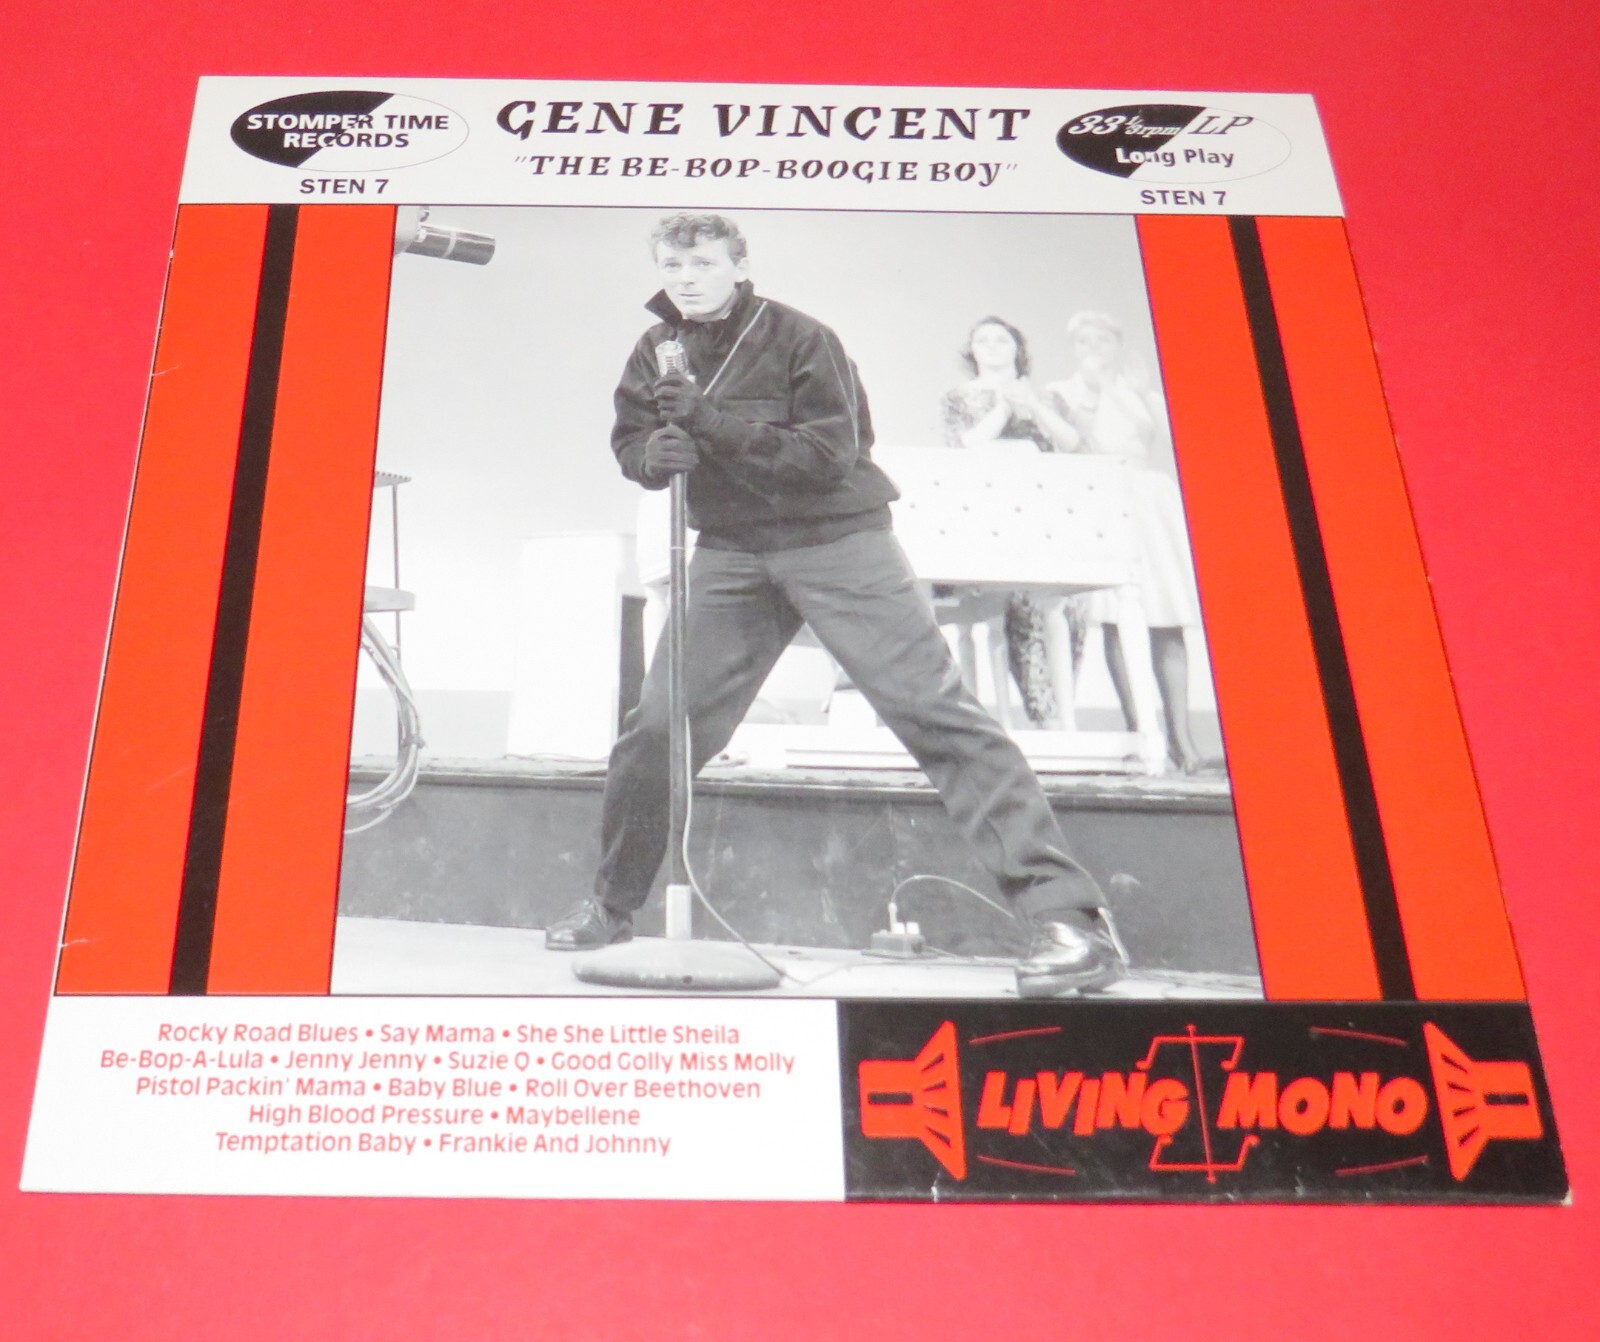 STOMPER TIME
RECORDS
STEN 7
GENE VINCENT
"THE BE-BOP-BOOGIE BOY"
33 1/3rpm LP
Long Play
STEN 7
Rocky Road Blues • Say Mama • She She Little Sheila
Be-Bop-A-Lula • Jenny Jenny • Suzie Q • Good Golly Miss Molly
Pistol Packin' Mama • Baby Blue • Roll Over Beethoven
High Blood Pressure • Maybellene
Temptation Baby • Frankie And Johnny
LIVING MONO